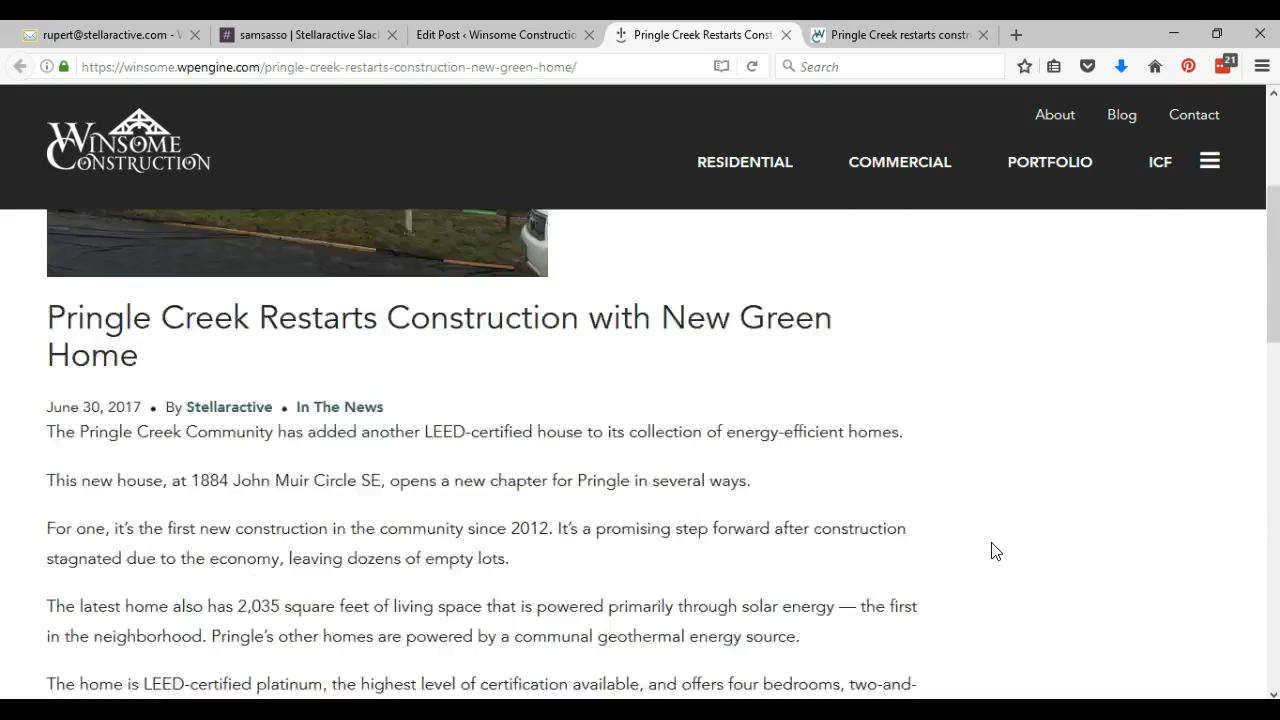 rupert@stellaractive.com - W
samsasso | Stellaractive Slac
Edit Post ‹ Winsome Constructio
Pringle Creek Restarts Const
Pringle Creek restarts constr
https://winsome.wpengine.com/pringle-creek-restarts-construction-new-green-home/
Search
21
WINSOME CONSTRUCTION
About Blog Contact
RESIDENTIAL COMMERCIAL PORTFOLIO ICF
Pringle Creek Restarts Construction with New Green
Home
June 30, 2017 • By Stellaractive • In The News
The Pringle Creek Community has added another LEED-certified house to its collection of energy-efficient homes.
This new house, at 1884 John Muir Circle SE, opens a new chapter for Pringle in several ways.
For one, it’s the first new construction in the community since 2012. It’s a promising step forward after construction
stagnated due to the economy, leaving dozens of empty lots.
The latest home also has 2,035 square feet of living space that is powered primarily through solar energy — the first
in the neighborhood. Pringle’s other homes are powered by a communal geothermal energy source.
The home is LEED-certified platinum, the highest level of certification available, and offers four bedrooms, two-and-